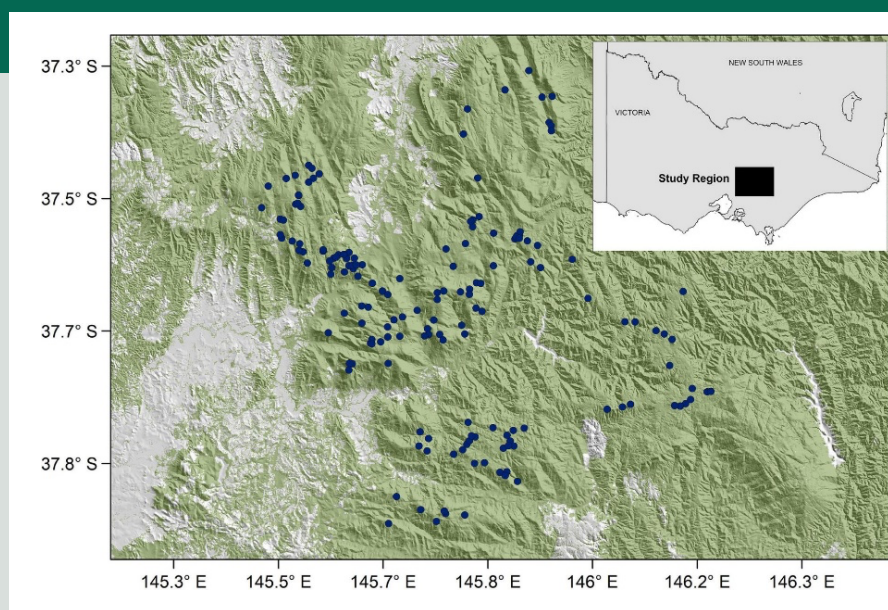 37.3° S
37.5° S
37.7° S
37.8° S
145.3° E
145.5° E
145.7° E
145.8° E
146° E
146.2° E
146.3° E
NEW SOUTH WALES
VICTORIA
Study Region